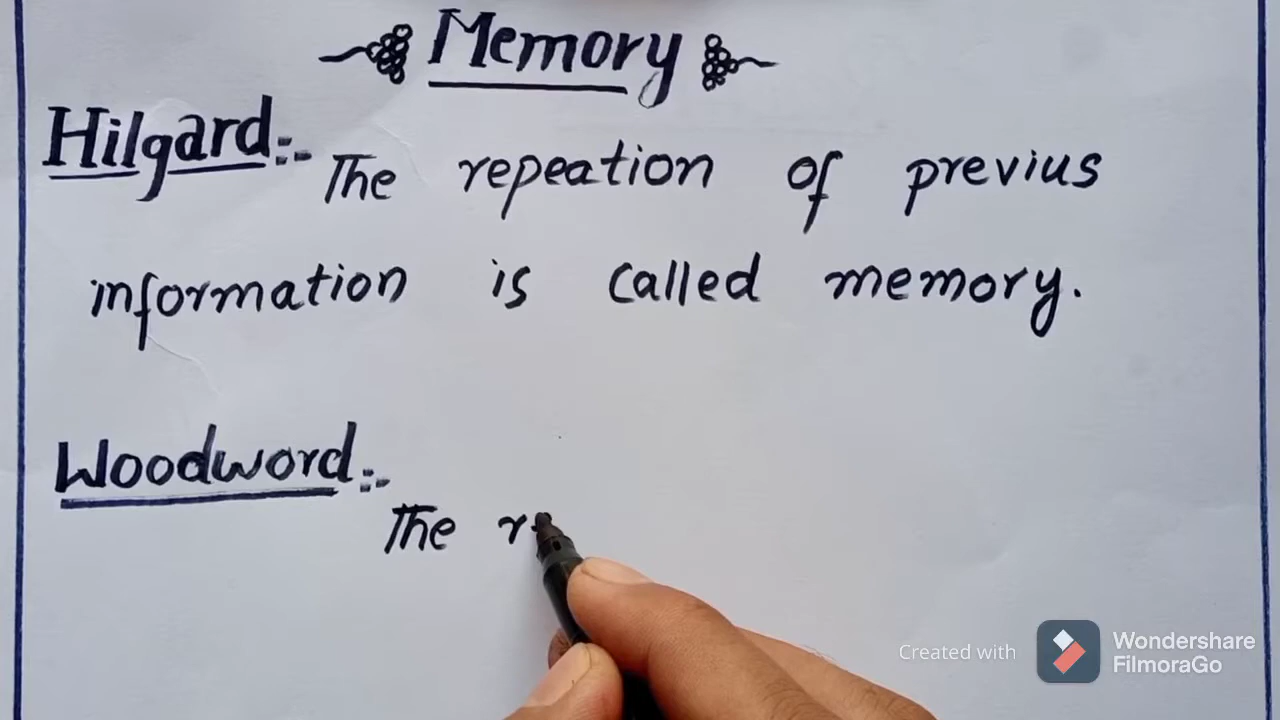 Memory
Hilgard:- The repeation of previus
information is called memory.
Woodword:-
The
Created with Wondershare
FilmoraGo